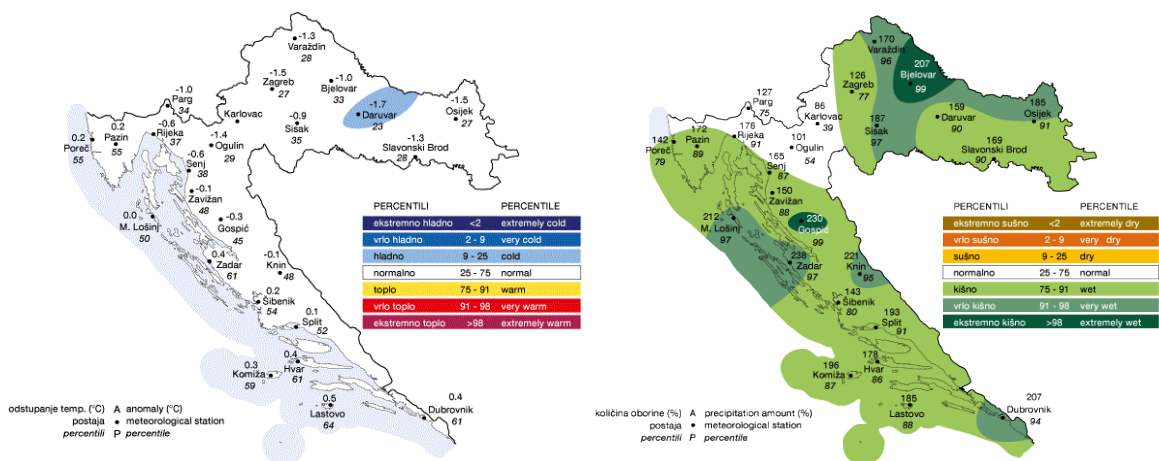 -1.3
Varaždin
28
-1.5
Zagreb
27
-1.0
Bjelovar
33
-1.7
Daruvar
23
-1.5
Osijek
27
-1.0
Parg
34
Karlovac
-0.9
Sisak
35
-1.3
Slavonski Brod
28
0.2
Poreč
55
0.2
Pazin
55
-0.6
Rijeka
37
-1.4
Ogulin
29
-0.6
Senj
38
-0.1
Zavižan
48
0.0
M. Lošinj
50
-0.3
Gospić
45
0.4
Zadar
61
-0.1
Knin
48
0.2
Šibenik
54
0.1
Split
52
0.3
Komiža
59
0.4
Hvar
61
0.5
Lastovo
64
0.4
Dubrovnik
61
PERCENTILI PERCENTILE
ekstremno hladno <2 extremely cold
vrlo hladno 2 - 9 very cold
hladno 9 - 25 cold
normalno 25 - 75 normal
toplo 75 - 91 warm
vrlo toplo 91 - 98 very warm
ekstremno toplo >98 extremely warm
odstupanje temp. (°C) A anomaly (°C)
postaja meteorological station
percentili P percentile
170
Varaždin
96
126
Zagreb
77
207
Bjelovar
99
159
Daruvar
90
185
Osijek
91
127
Parg
75
86
Karlovac
39
187
Sisak
97
169
Slavonski Brod
90
142
Poreč
79
172
Pazin
89
176
Rijeka
91
101
Ogulin
54
165
Senj
87
150
Zavižan
88
212
M. Lošinj
97
230
Gospić
99
238
Zadar
97
221
Knin
95
143
Šibenik
80
193
Split
91
196
Komiža
87
178
Hvar
86
185
Lastovo
88
207
Dubrovnik
94
PERCENTILI PERCENTILE
ekstremno sušno <2 extremely dry
vrlo sušno 2 - 9 very dry
sušno 9 - 25 dry
normalno 25 - 75 normal
kišno 75 - 91 wet
vrlo kišno 91 - 98 very wet
ekstremno kišno >98 extremely wet
količina oborine (%) A precipitation amount (%)
postaja meteorological station
percentili P percentile